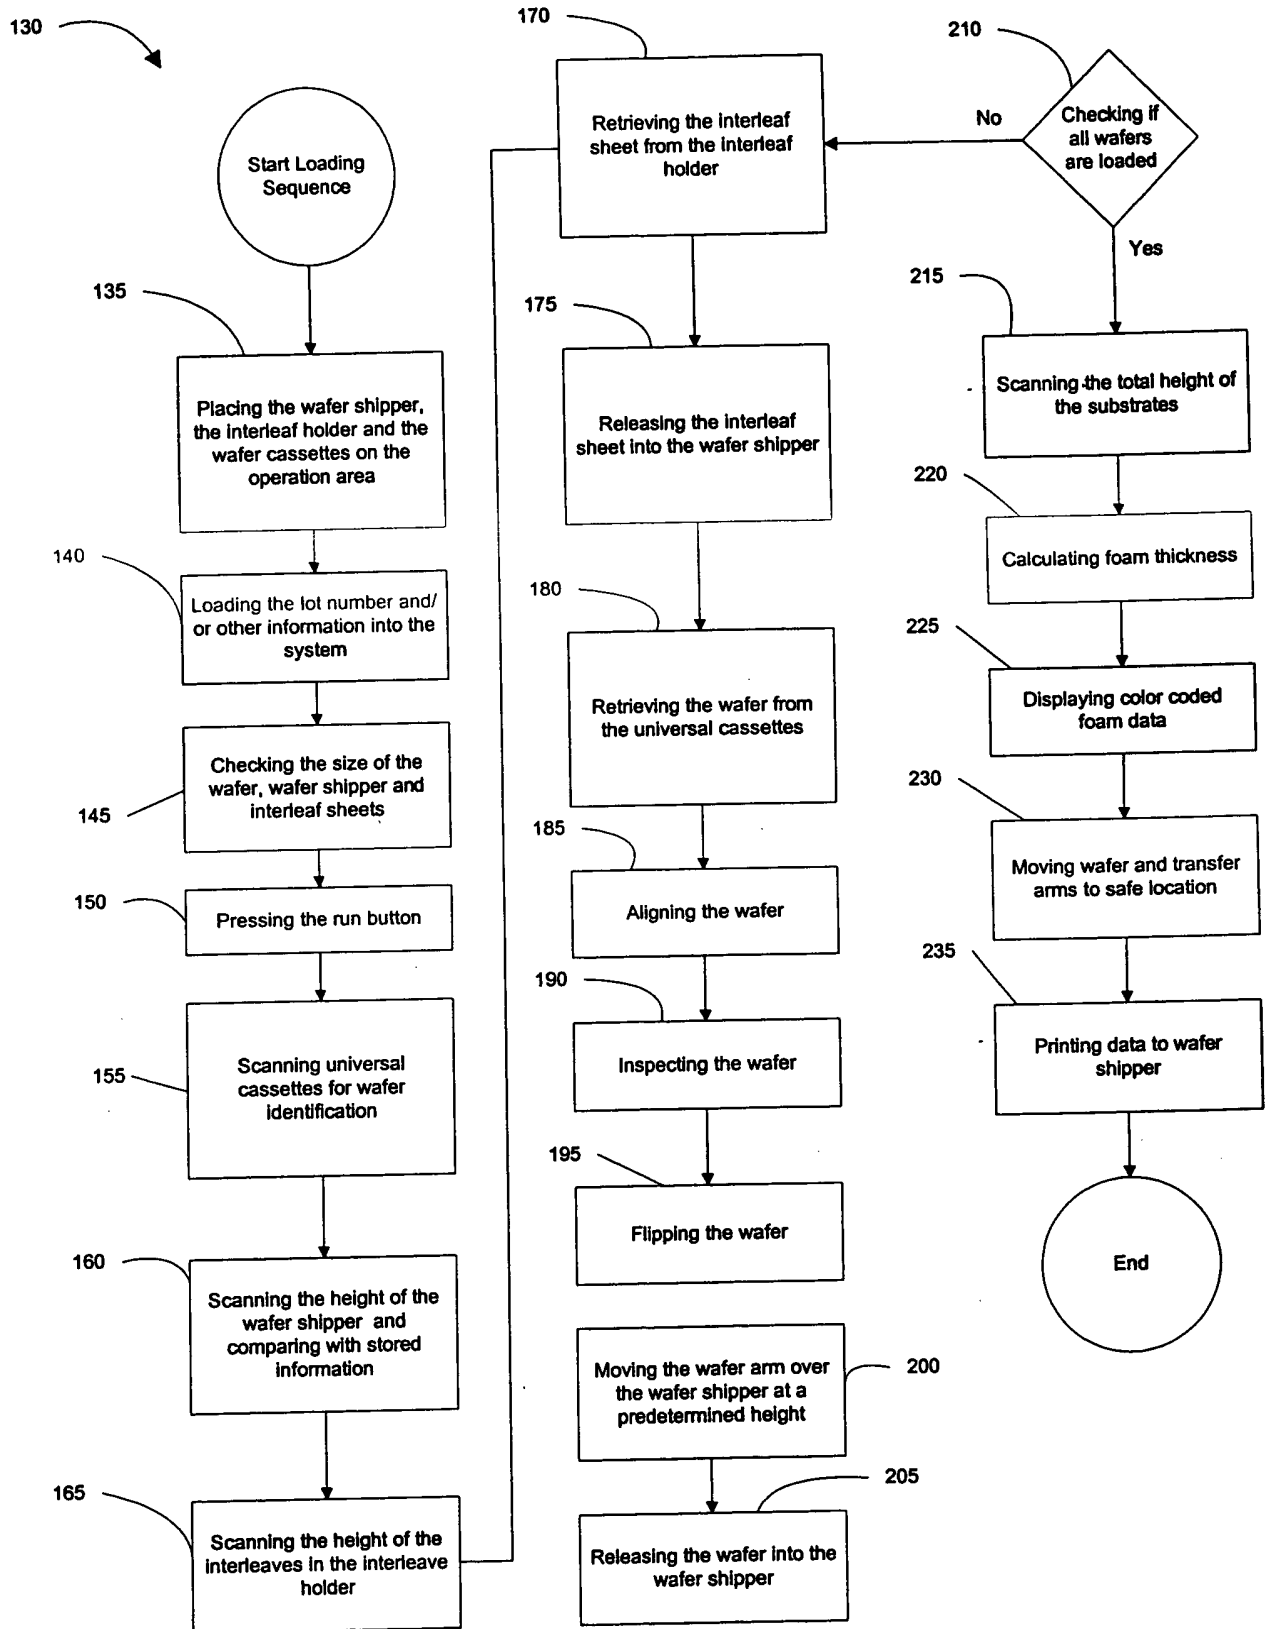 130
Start Loading
Sequence
135
Placing the wafer shipper,
the interleaf holder and the
wafer cassettes on the
operation area
140
Loading the lot number and/
or other information into the
system
145
Checking the size of the
wafer, wafer shipper and
interleaf sheets
150
Pressing the run button
155
Scanning universal
cassettes for wafer
identification
160
Scanning the height of the
wafer shipper and
comparing with stored
information
165
Scanning the height of the
interleaves in the interleave
holder
170
Retrieving the interleaf
sheet from the interleaf
holder
175
Releasing the interleaf
sheet into the wafer shipper
180
Retrieving the wafer from
the universal cassettes
185
Aligning the wafer
190
Inspecting the wafer
195
Flipping the wafer
200
Moving the wafer arm over
the wafer shipper at a
predetermined height
205
Releasing the wafer into the
wafer shipper
210
Checking if
all wafers
are loaded
No
Yes
215
Scanning the total height of
the substrates
220
Calculating foam thickness
225
Displaying color coded
foam data
230
Moving wafer and transfer
arms to safe location
235
Printing data to wafer
shipper
End